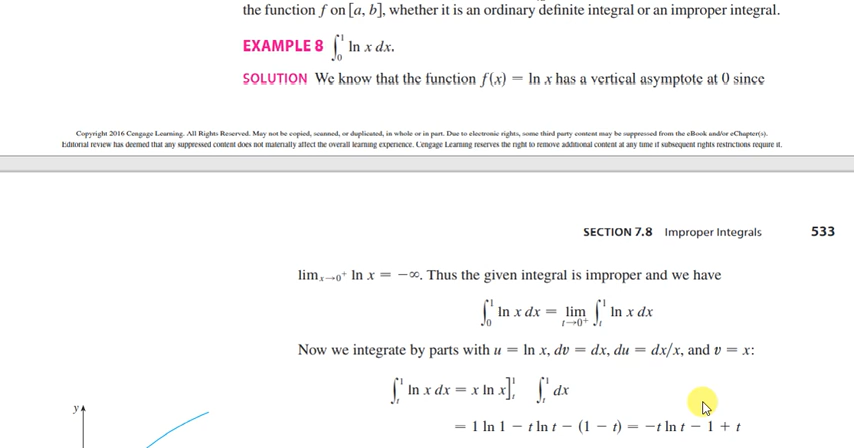 the function f on [a, b], whether it is an ordinary definite integral or an improper integral.
EXAMPLE 8 ∫₀¹ ln x dx.
SOLUTION We know that the function f(x) = ln x has a vertical asymptote at 0 since
Copyright 2016 Cengage Learning. All Rights Reserved. May not be copied, scanned, or duplicated, in whole or in part. Due to electronic rights, some third party content may be suppressed from the eBook and/or eChapter(s).
Editorial review has deemed that any suppressed content does not materially affect the overall learning experience. Cengage Learning reserves the right to remove additional content at any time if subsequent rights restrictions require it.
SECTION 7.8 Improper Integrals 533
limₓ→₀⁺ ln x = −∞. Thus the given integral is improper and we have
∫₀¹ ln x dx = lim t→0⁺ ∫ₜ¹ ln x dx
Now we integrate by parts with u = ln x, dv = dx, du = dx/x, and v = x:
∫ₜ¹ ln x dx = x ln x]ₜ¹ ∫ₜ¹ dx
= 1 ln 1 − t ln t − (1 − t) = −t ln t − 1 + t
y